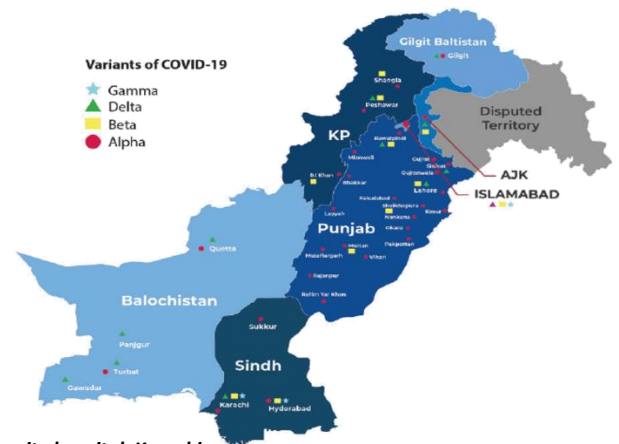 Variants of COVID-19
Gamma
Delta
Beta
Alpha
Gilgit Baltistan
Gilgit
Shangla
Peshawar
KP
Disputed
Territory
Rawalpindi
Mianwali
AJK
ISLAMABAD
Gujrat
Sialkot
Gujranwala
DI Khan
Bhakkar
Lahore
Faisalabad
Sheikhupura
Layyah
Nankana
Kasur
Punjab
Okara
Pakpattan
Multan
Muzaffargarh
Vihari
Quetta
Rajanpur
Rahim Yar Khan
Balochistan
Sukkur
Panjgur
Sindh
Turbat
Gawadar
Karachi
Hyderabad